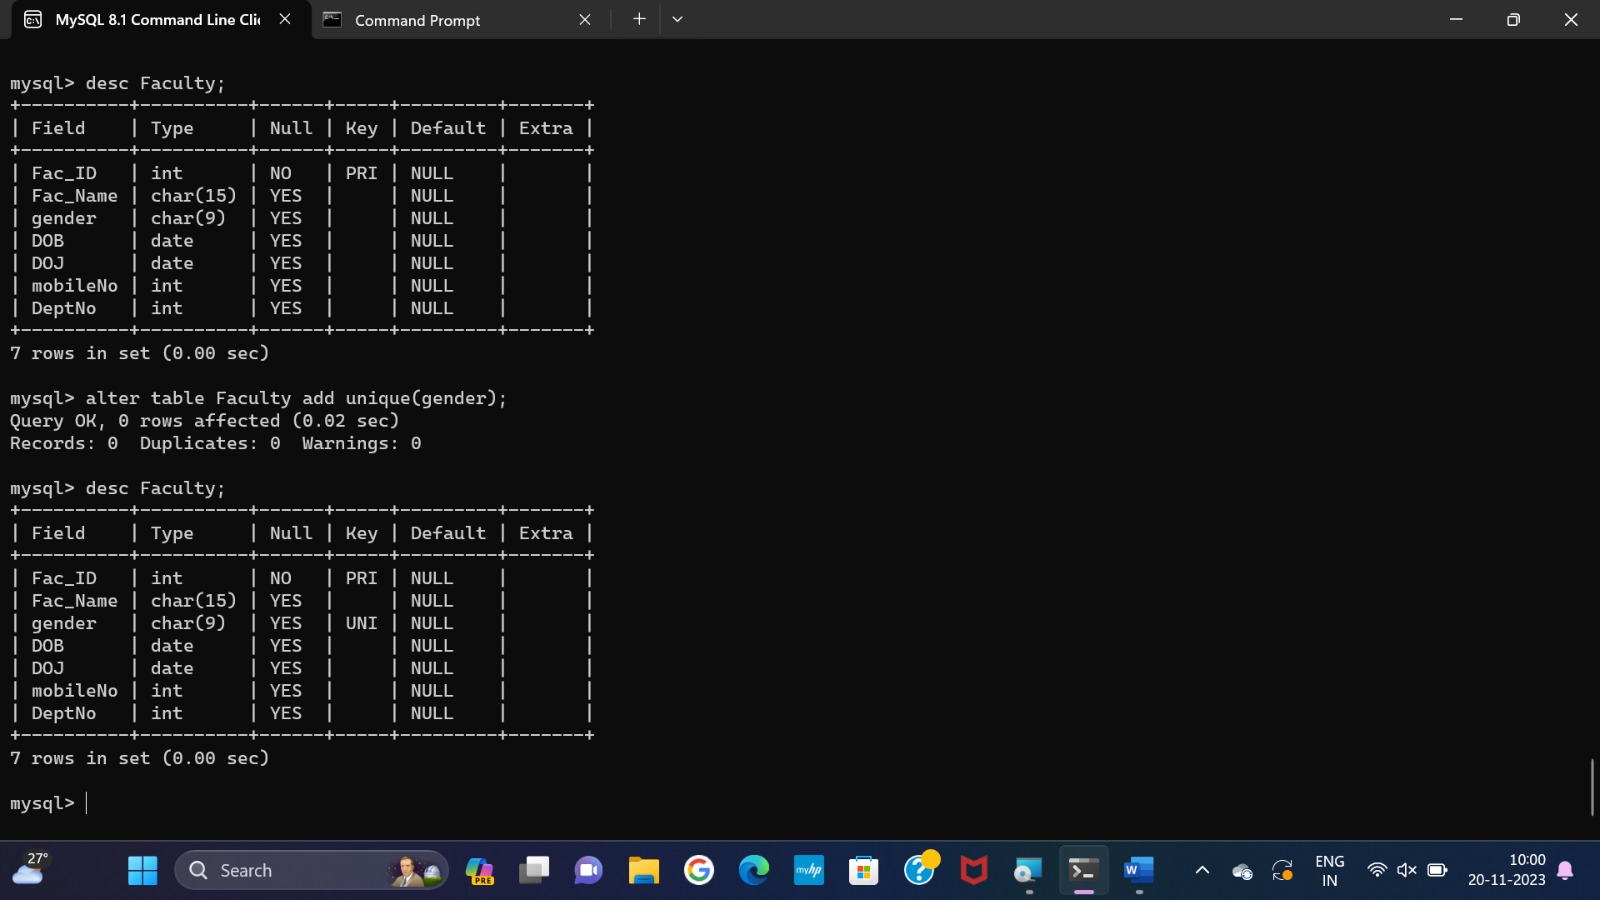 MySQL 8.1 Command Line Clie
Command Prompt
mysql> desc Faculty;
+----------+----------+------+-----+---------+-------+
| Field    | Type     | Null | Key | Default | Extra |
+----------+----------+------+-----+---------+-------+
| Fac_ID   | int      | NO   | PRI | NULL    |       |
| Fac_Name | char(15) | YES  |     | NULL    |       |
| gender   | char(9)  | YES  |     | NULL    |       |
| DOB      | date     | YES  |     | NULL    |       |
| DOJ      | date     | YES  |     | NULL    |       |
| mobileNo | int      | YES  |     | NULL    |       |
| DeptNo   | int      | YES  |     | NULL    |       |
+----------+----------+------+-----+---------+-------+
7 rows in set (0.00 sec)
mysql> alter table Faculty add unique(gender);
Query OK, 0 rows affected (0.02 sec)
Records: 0  Duplicates: 0  Warnings: 0
mysql> desc Faculty;
+----------+----------+------+-----+---------+-------+
| Field    | Type     | Null | Key | Default | Extra |
+----------+----------+------+-----+---------+-------+
| Fac_ID   | int      | NO   | PRI | NULL    |       |
| Fac_Name | char(15) | YES  |     | NULL    |       |
| gender   | char(9)  | YES  | UNI | NULL    |       |
| DOB      | date     | YES  |     | NULL    |       |
| DOJ      | date     | YES  |     | NULL    |       |
| mobileNo | int      | YES  |     | NULL    |       |
| DeptNo   | int      | YES  |     | NULL    |       |
+----------+----------+------+-----+---------+-------+
7 rows in set (0.00 sec)
mysql>
27°
Search
PRE
myhp
W
ENG
IN
10:00
20-11-2023